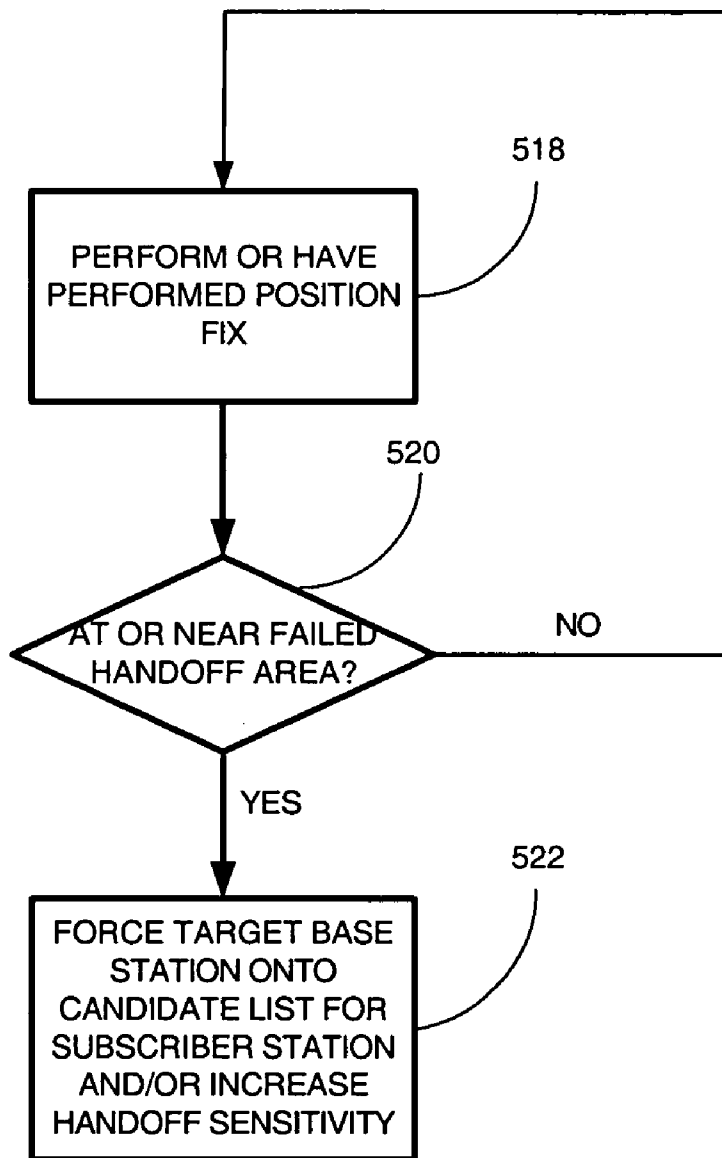 518
PERFORM OR HAVE
PERFORMED POSITION
FIX
520
AT OR NEAR FAILED
HANDOFF AREA?
NO
YES
522
FORCE TARGET BASE
STATION ONTO
CANDIDATE LIST FOR
SUBSCRIBER STATION
AND/OR INCREASE
HANDOFF SENSITIVITY